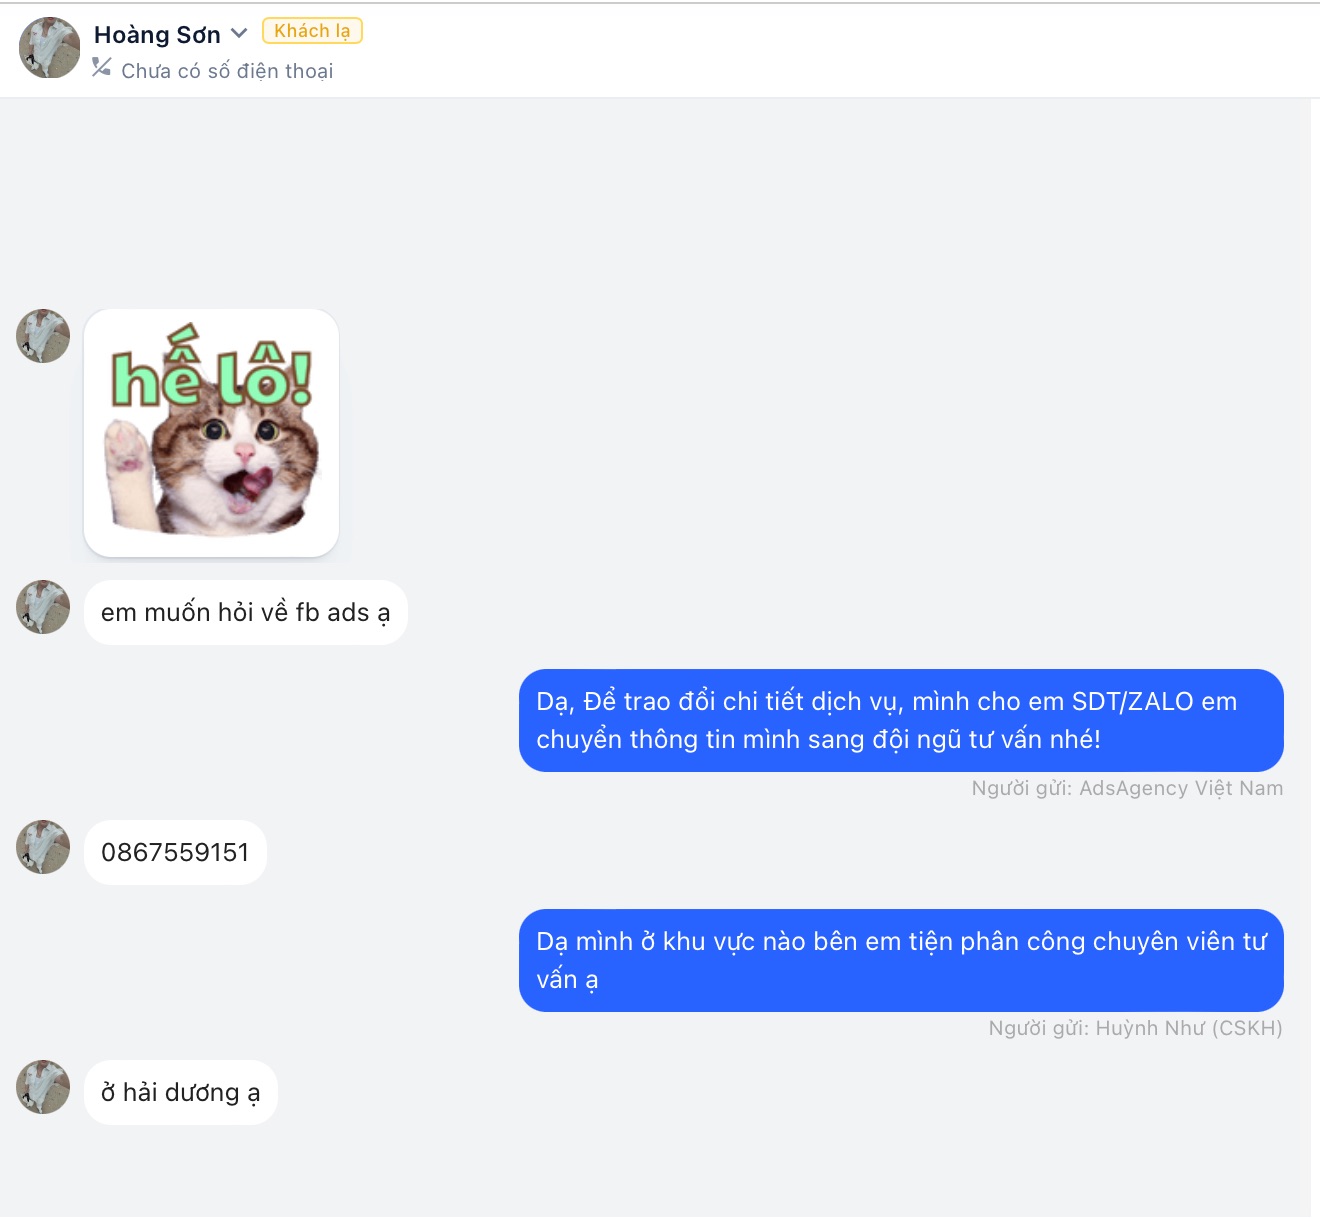 Hoàng Sơn
Khách lạ
Chưa có số điện thoại
hế lô!
em muốn hỏi về fb ads ạ
Dạ, Để trao đổi chi tiết dịch vụ, mình cho em SDT/ZALO em
chuyển thông tin mình sang đội ngũ tư vấn nhé!
Người gửi: AdsAgency Việt Nam
0867559151
Dạ mình ở khu vực nào bên em tiện phân công chuyên viên tư
vấn ạ
Người gửi: Huỳnh Như (CSKH)
ở hải dương ạ